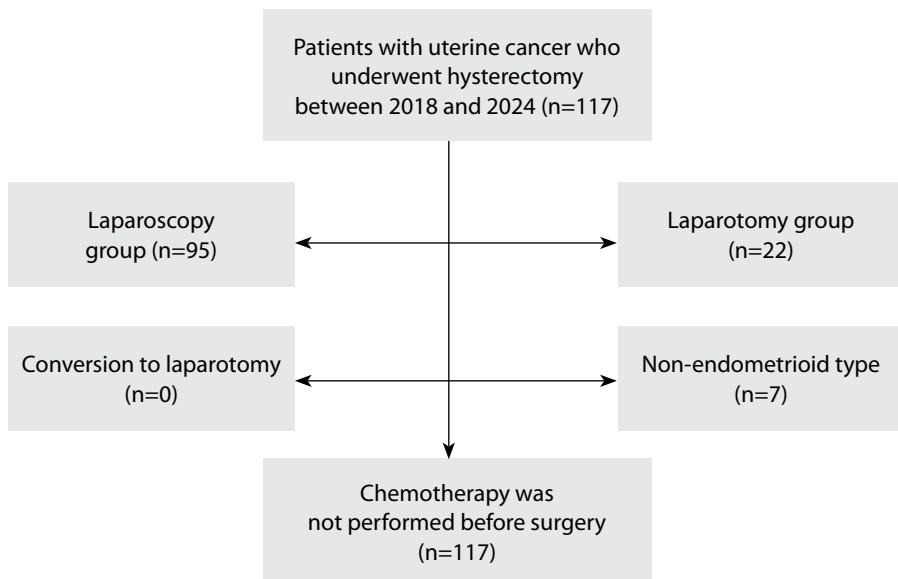 Patients with uterine cancer who
underwent hysterectomy
between 2018 and 2024 (n=117)
Laparoscopy
group (n=95)
Laparotomy group
(n=22)
Conversion to laparotomy
(n=0)
Non-endometrioid type
(n=7)
Chemotherapy was
not performed before surgery
(n=117)